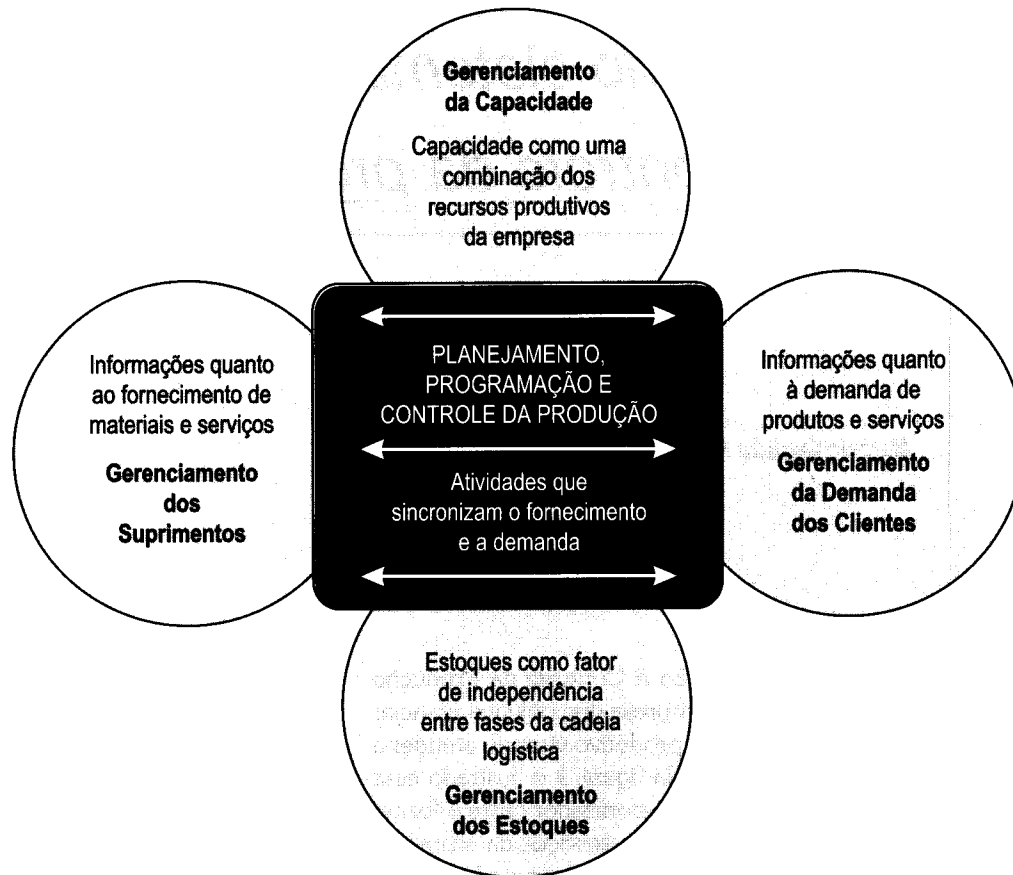 Gerenciamento
da Capacidade
Capacidade como uma
combinação dos
recursos produtivos
da empresa
Informações quanto
ao fornecimento de
materiais e serviços
Gerenciamento
dos
Suprimentos
PLANEJAMENTO,
PROGRAMAÇÃO E
CONTROLE DA PRODUÇÃO
Atividades que
sincronizam o fornecimento
e a demanda
Informações quanto
à demanda de
produtos e serviços
Gerenciamento
da Demanda
dos Clientes
Estoques como fator
de independência
entre fases da cadeia
logística
Gerenciamento
dos Estoques